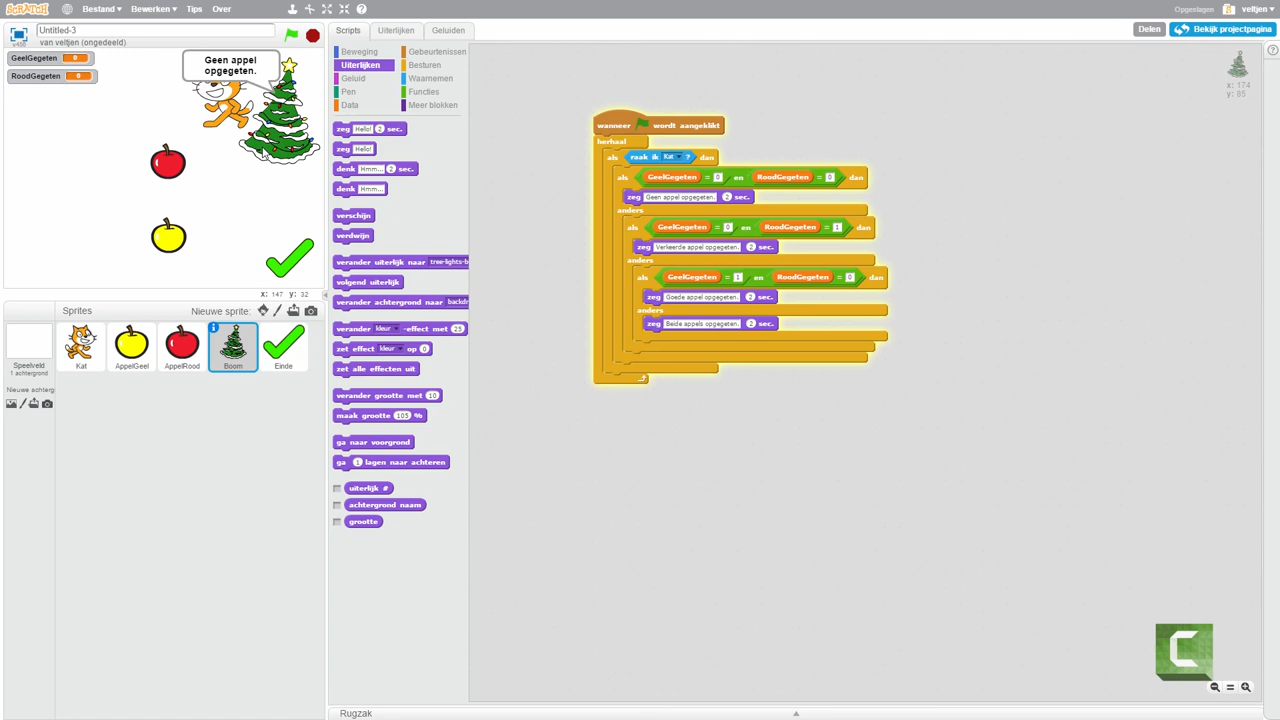 SCRATCH Bestand Bewerken Tips Over Opgeslagen veltjen
v456 Untitled-3
van veltjen (ongedeeld)
Scripts Uiterlijken Geluiden
Delen Bekijk projectpagina
GeelGegeten 0
RoodGegeten 0
Geen appel
opgegeten.
x: 147 y: 32
Sprites Nieuwe sprite:
Speelveld
1 achtergrond
Nieuwe achterg
Kat AppelGeel AppelRood Boom Einde
Beweging Gebeurtenissen
Uiterlijken Besturen
Geluid Waarnemen
Pen Functies
Data Meer blokken
zeg Hello! 2 sec.
zeg Hello!
denk Hmm... 2 sec.
denk Hmm...
verschijn
verdwijn
verander uiterlijk naar tree-lights-b
volgend uiterlijk
verander achtergrond naar backdr
verander kleur -effect met 25
zet effect kleur op 0
zet alle effecten uit
verander grootte met 10
maak grootte 105 %
ga naar voorgrond
ga 1 lagen naar achteren
uiterlijk #
achtergrond naam
grootte
x: 174
y: 85
wanneer wordt aangeklikt
herhaal
als raak ik Kat ? dan
als GeelGegeten = 0 en RoodGegeten = 0 dan
zeg Geen appel opgegeten. 2 sec.
anders
als GeelGegeten = 0 en RoodGegeten = 1 dan
zeg Verkeerde appel opgegeten. 2 sec.
anders
als GeelGegeten = 1 en RoodGegeten = 0 dan
zeg Goede appel opgegeten. 2 sec.
anders
zeg Beide appels opgegeten. 2 sec.
C
Rugzak